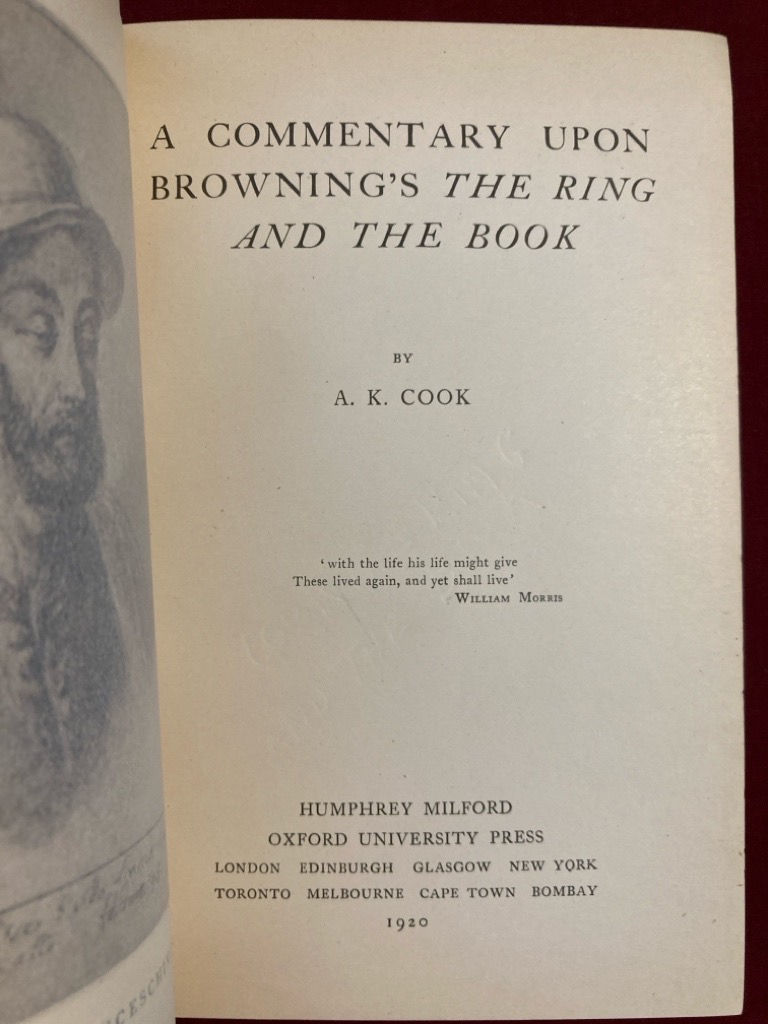 A COMMENTARY UPON
BROWNING'S THE RING
AND THE BOOK
BY
A. K. COOK
‘ with the life his life might give
These lived again, and yet shall live’
WILLIAM MORRIS
HUMPHREY MILFORD
OXFORD UNIVERSITY PRESS
LONDON EDINBURGH GLASGOW NEW YORK
TORONTO MELBOURNE CAPE TOWN BOMBAY
1920